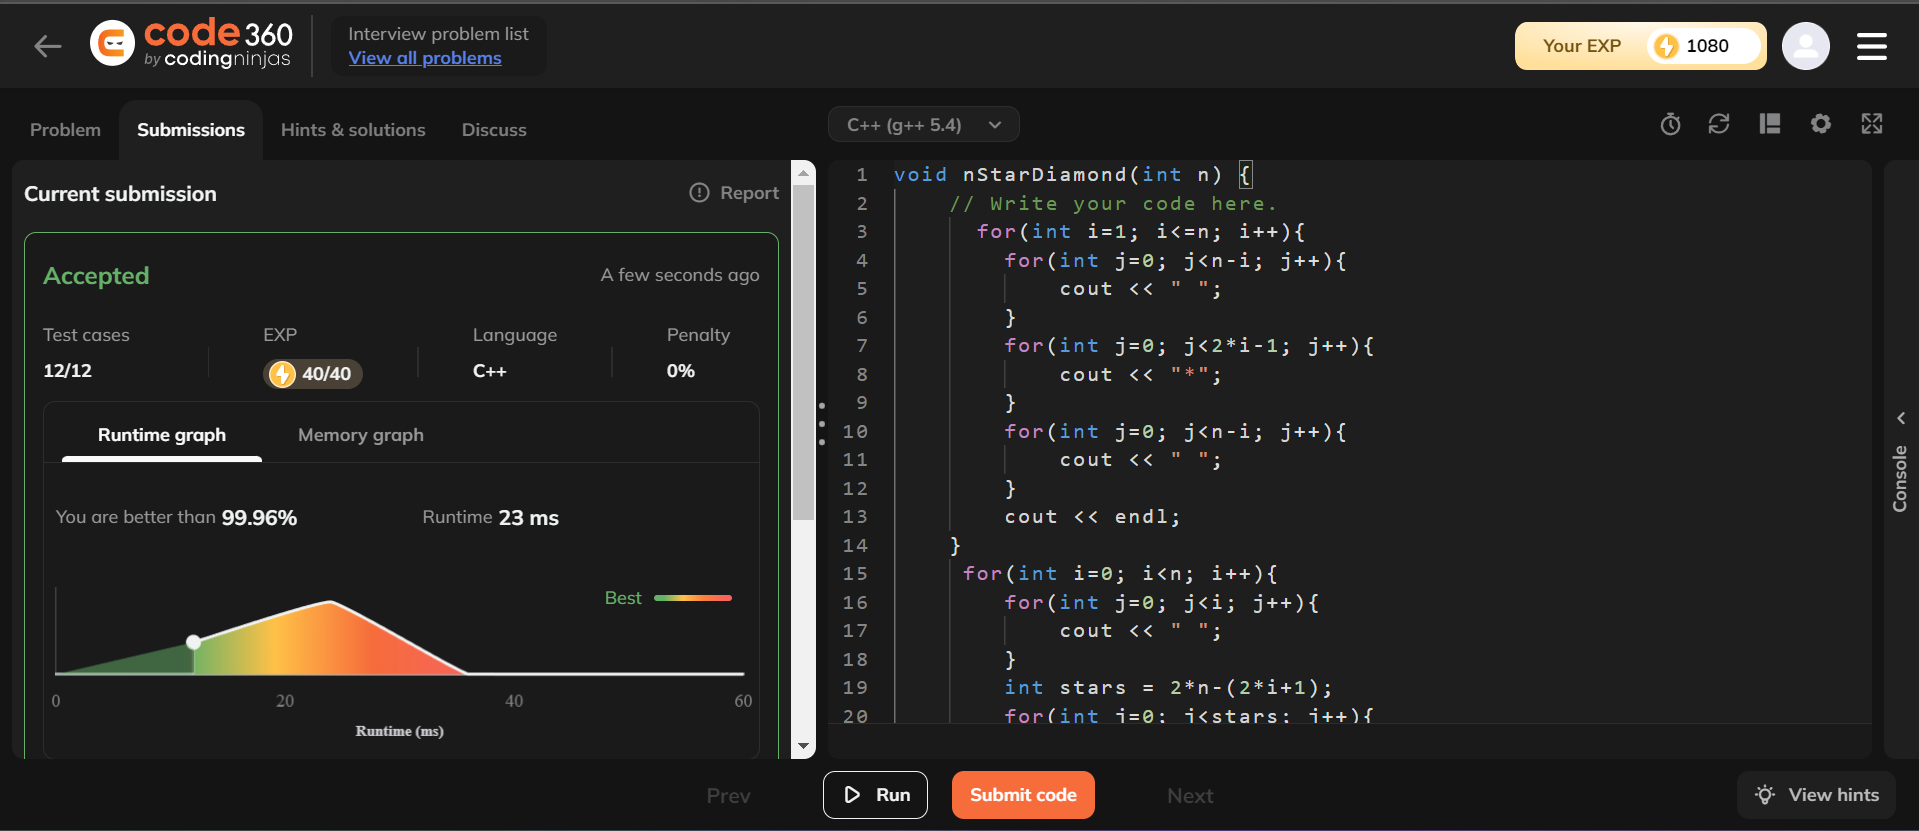 code 360
by codingninjas
Interview problem list
View all problems
Your EXP 1080
Problem Submissions Hints & solutions Discuss
Current submission
Report
Accepted
A few seconds ago
Test cases EXP Language Penalty
12/12 40/40 C++ 0%
Runtime graph Memory graph
You are better than 99.96% Runtime 23 ms
Best
0 20 40 60
Runtime (ms)
C++ (g++ 5.4)
1 void nStarDiamond(int n) {
2 // Write your code here.
3 for(int i=1; i<=n; i++){
4 for(int j=0; j<n-i; j++){
5 cout << " ";
6 }
7 for(int j=0; j<2*i-1; j++){
8 cout << "*";
9 }
10 for(int j=0; j<n-i; j++){
11 cout << " ";
12 }
13 cout << endl;
14 }
15 for(int i=0; i<n; i++){
16 for(int j=0; j<i; j++){
17 cout << " ";
18 }
19 int stars = 2*n-(2*i+1);
20 for(int j=0; j<stars; j++){
Console
Prev Run Submit code Next View hints